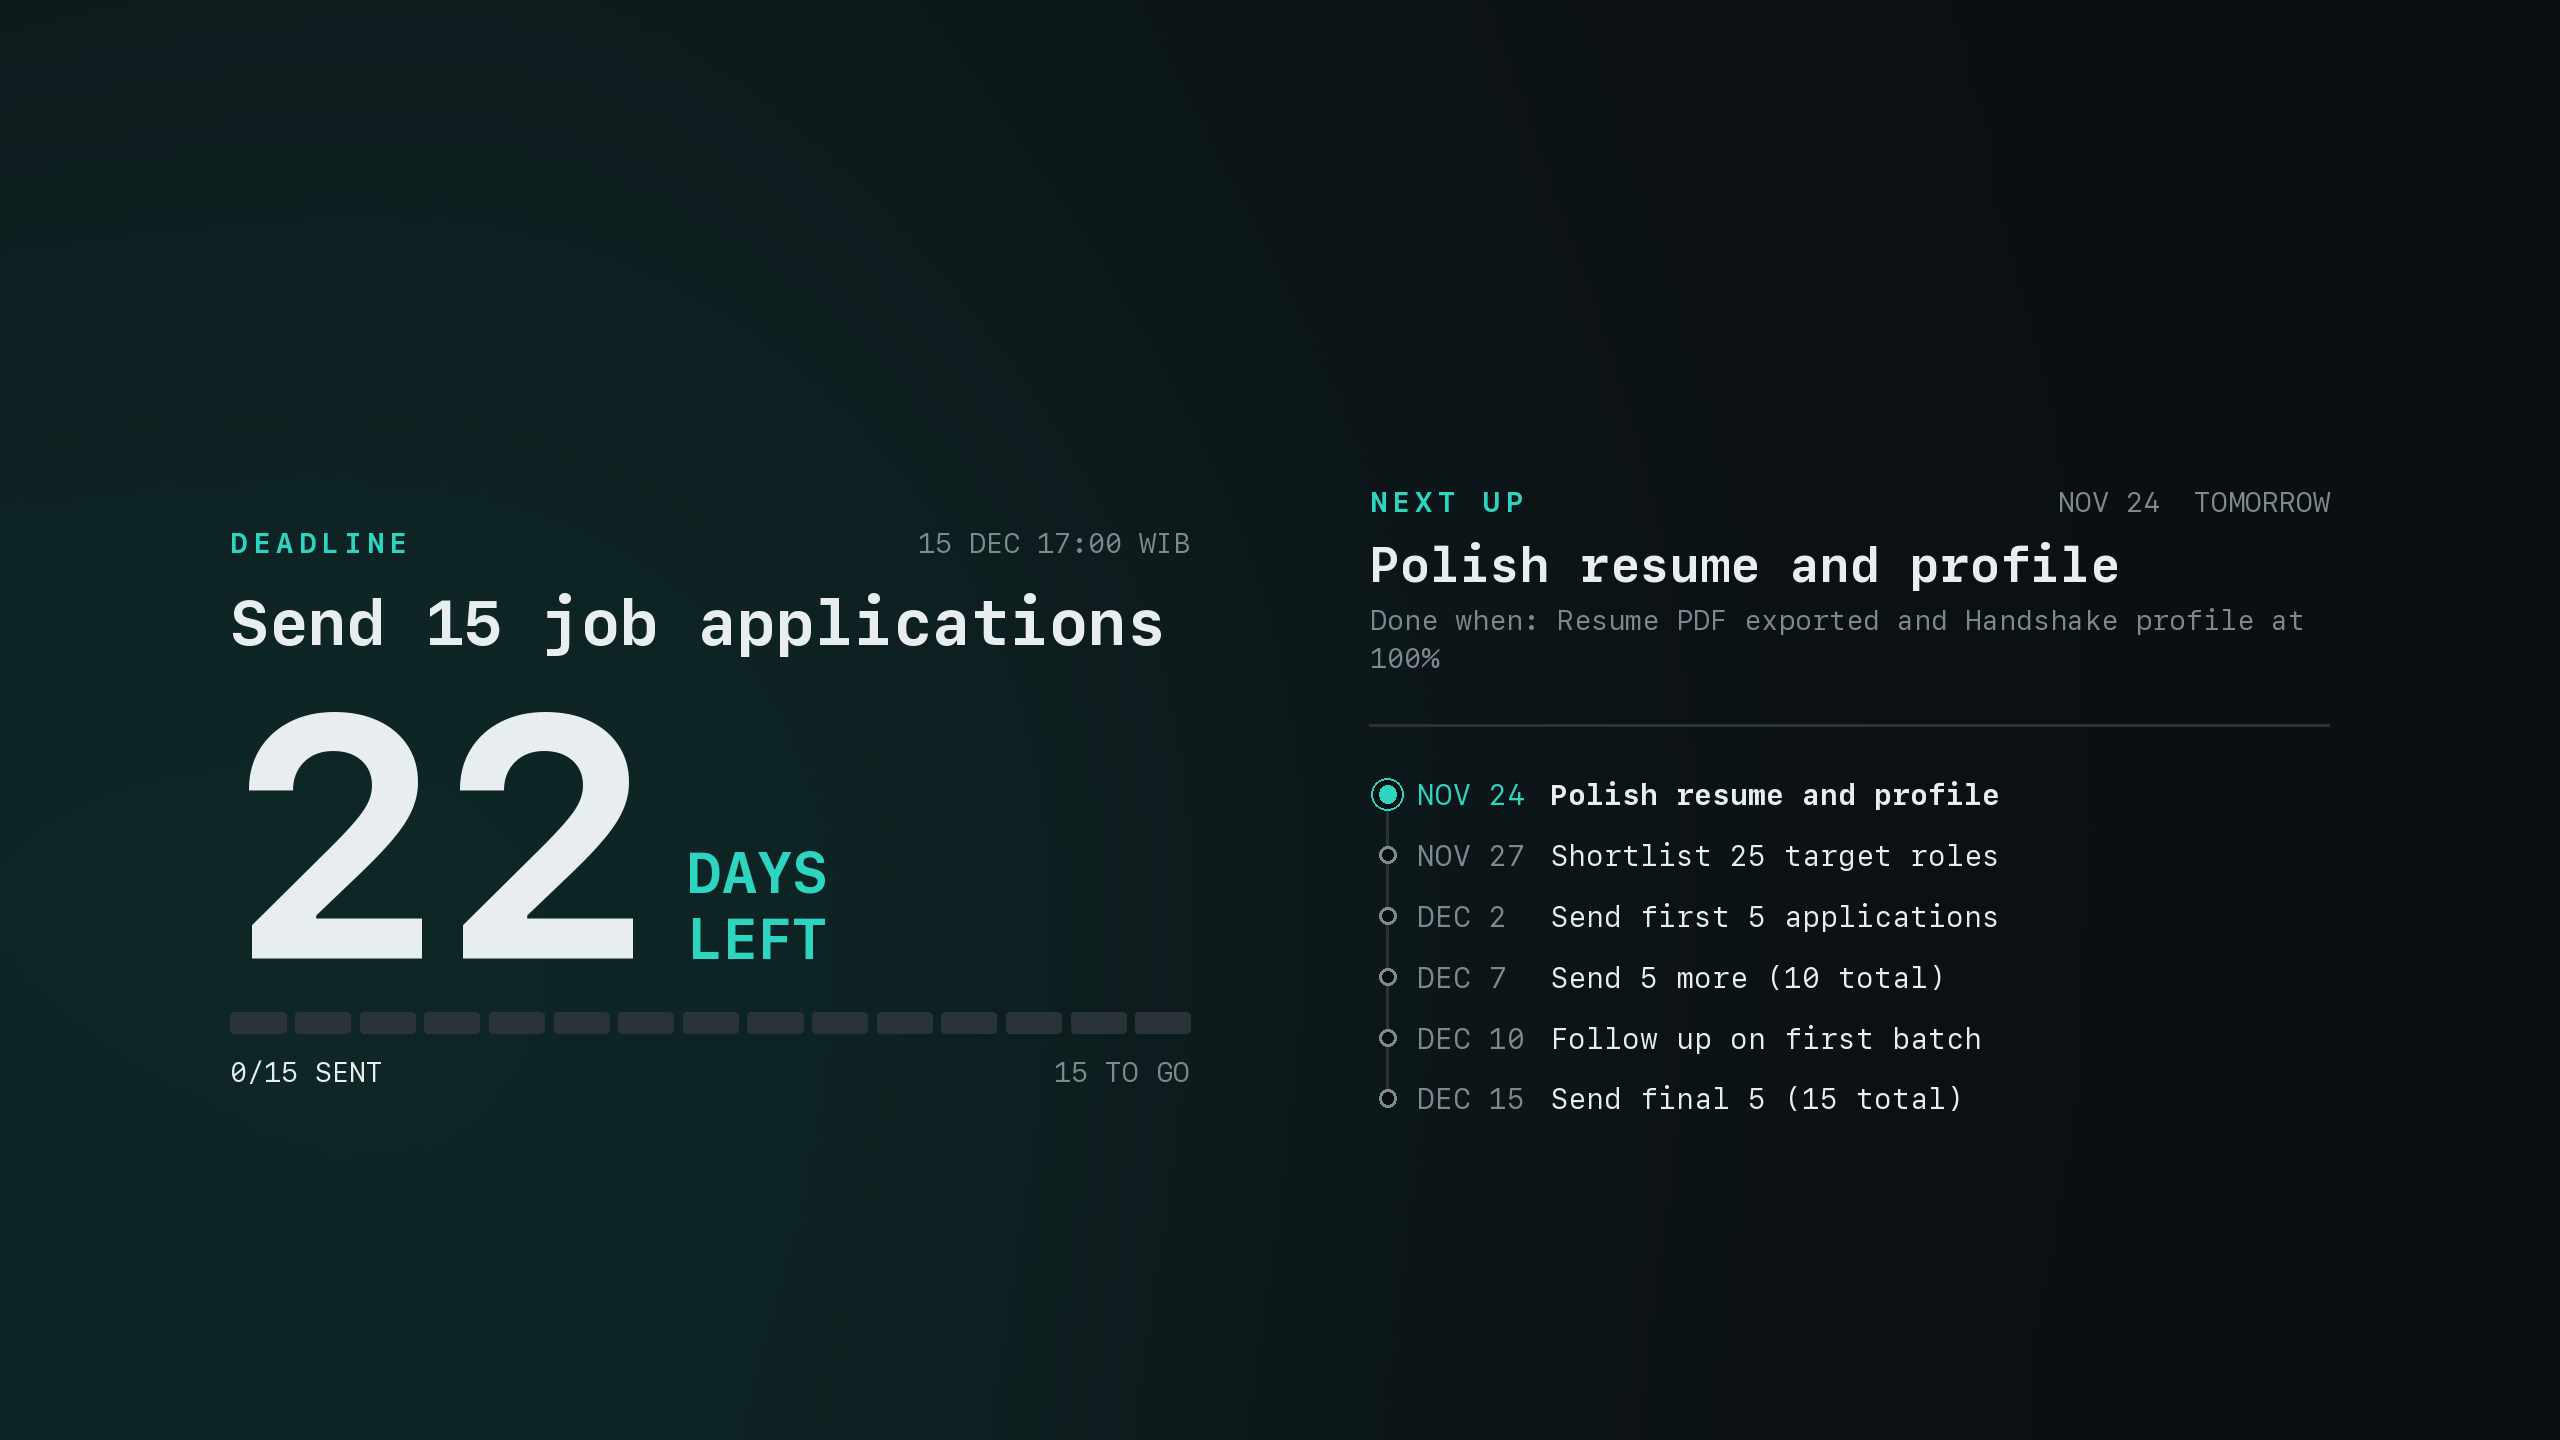 DEADLINE 15 DEC 17:00 WIB
Send 15 job applications
22 DAYS LEFT
0/15 SENT 15 TO GO
NEXT UP NOV 24 TOMORROW
Polish resume and profile
Done when: Resume PDF exported and Handshake profile at
100%
NOV 24 Polish resume and profile
NOV 27 Shortlist 25 target roles
DEC 2 Send first 5 applications
DEC 7 Send 5 more (10 total)
DEC 10 Follow up on first batch
DEC 15 Send final 5 (15 total)